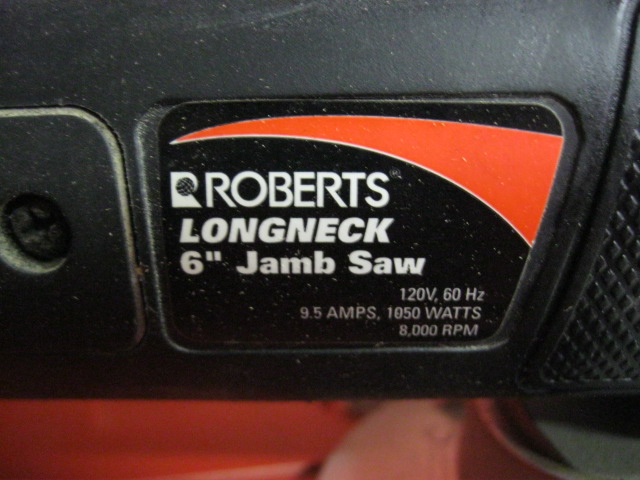 ROBERTS®
LONGNECK
6" Jamb Saw
120V, 60 Hz
9.5 AMPS, 1050 WATTS
8,000 RPM